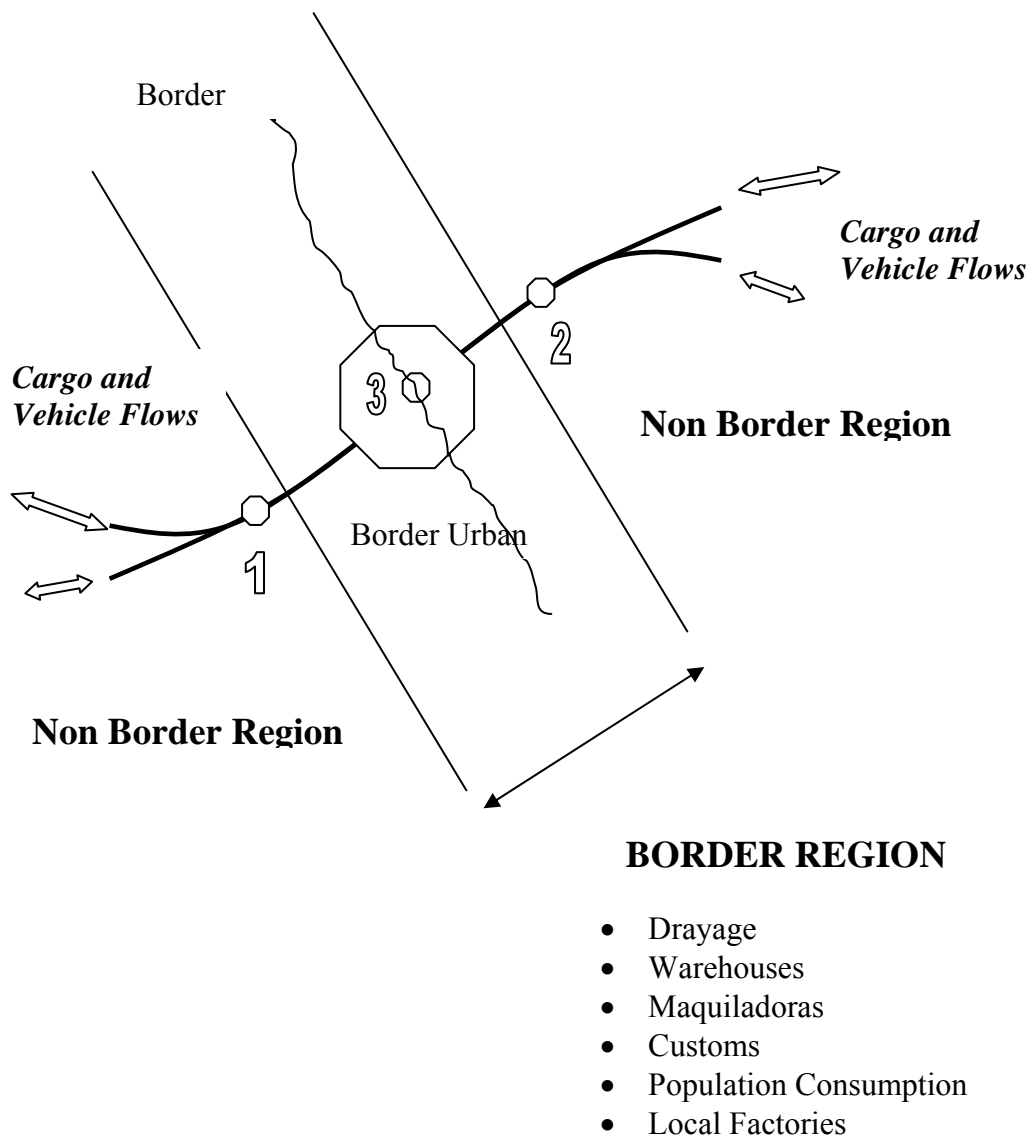 Border
Cargo and
Vehicle Flows
2
3
Cargo and
Vehicle Flows
Non Border Region
Border Urban
1
Non Border Region
BORDER REGION
• Drayage
• Warehouses
• Maquiladoras
• Customs
• Population Consumption
• Local Factories